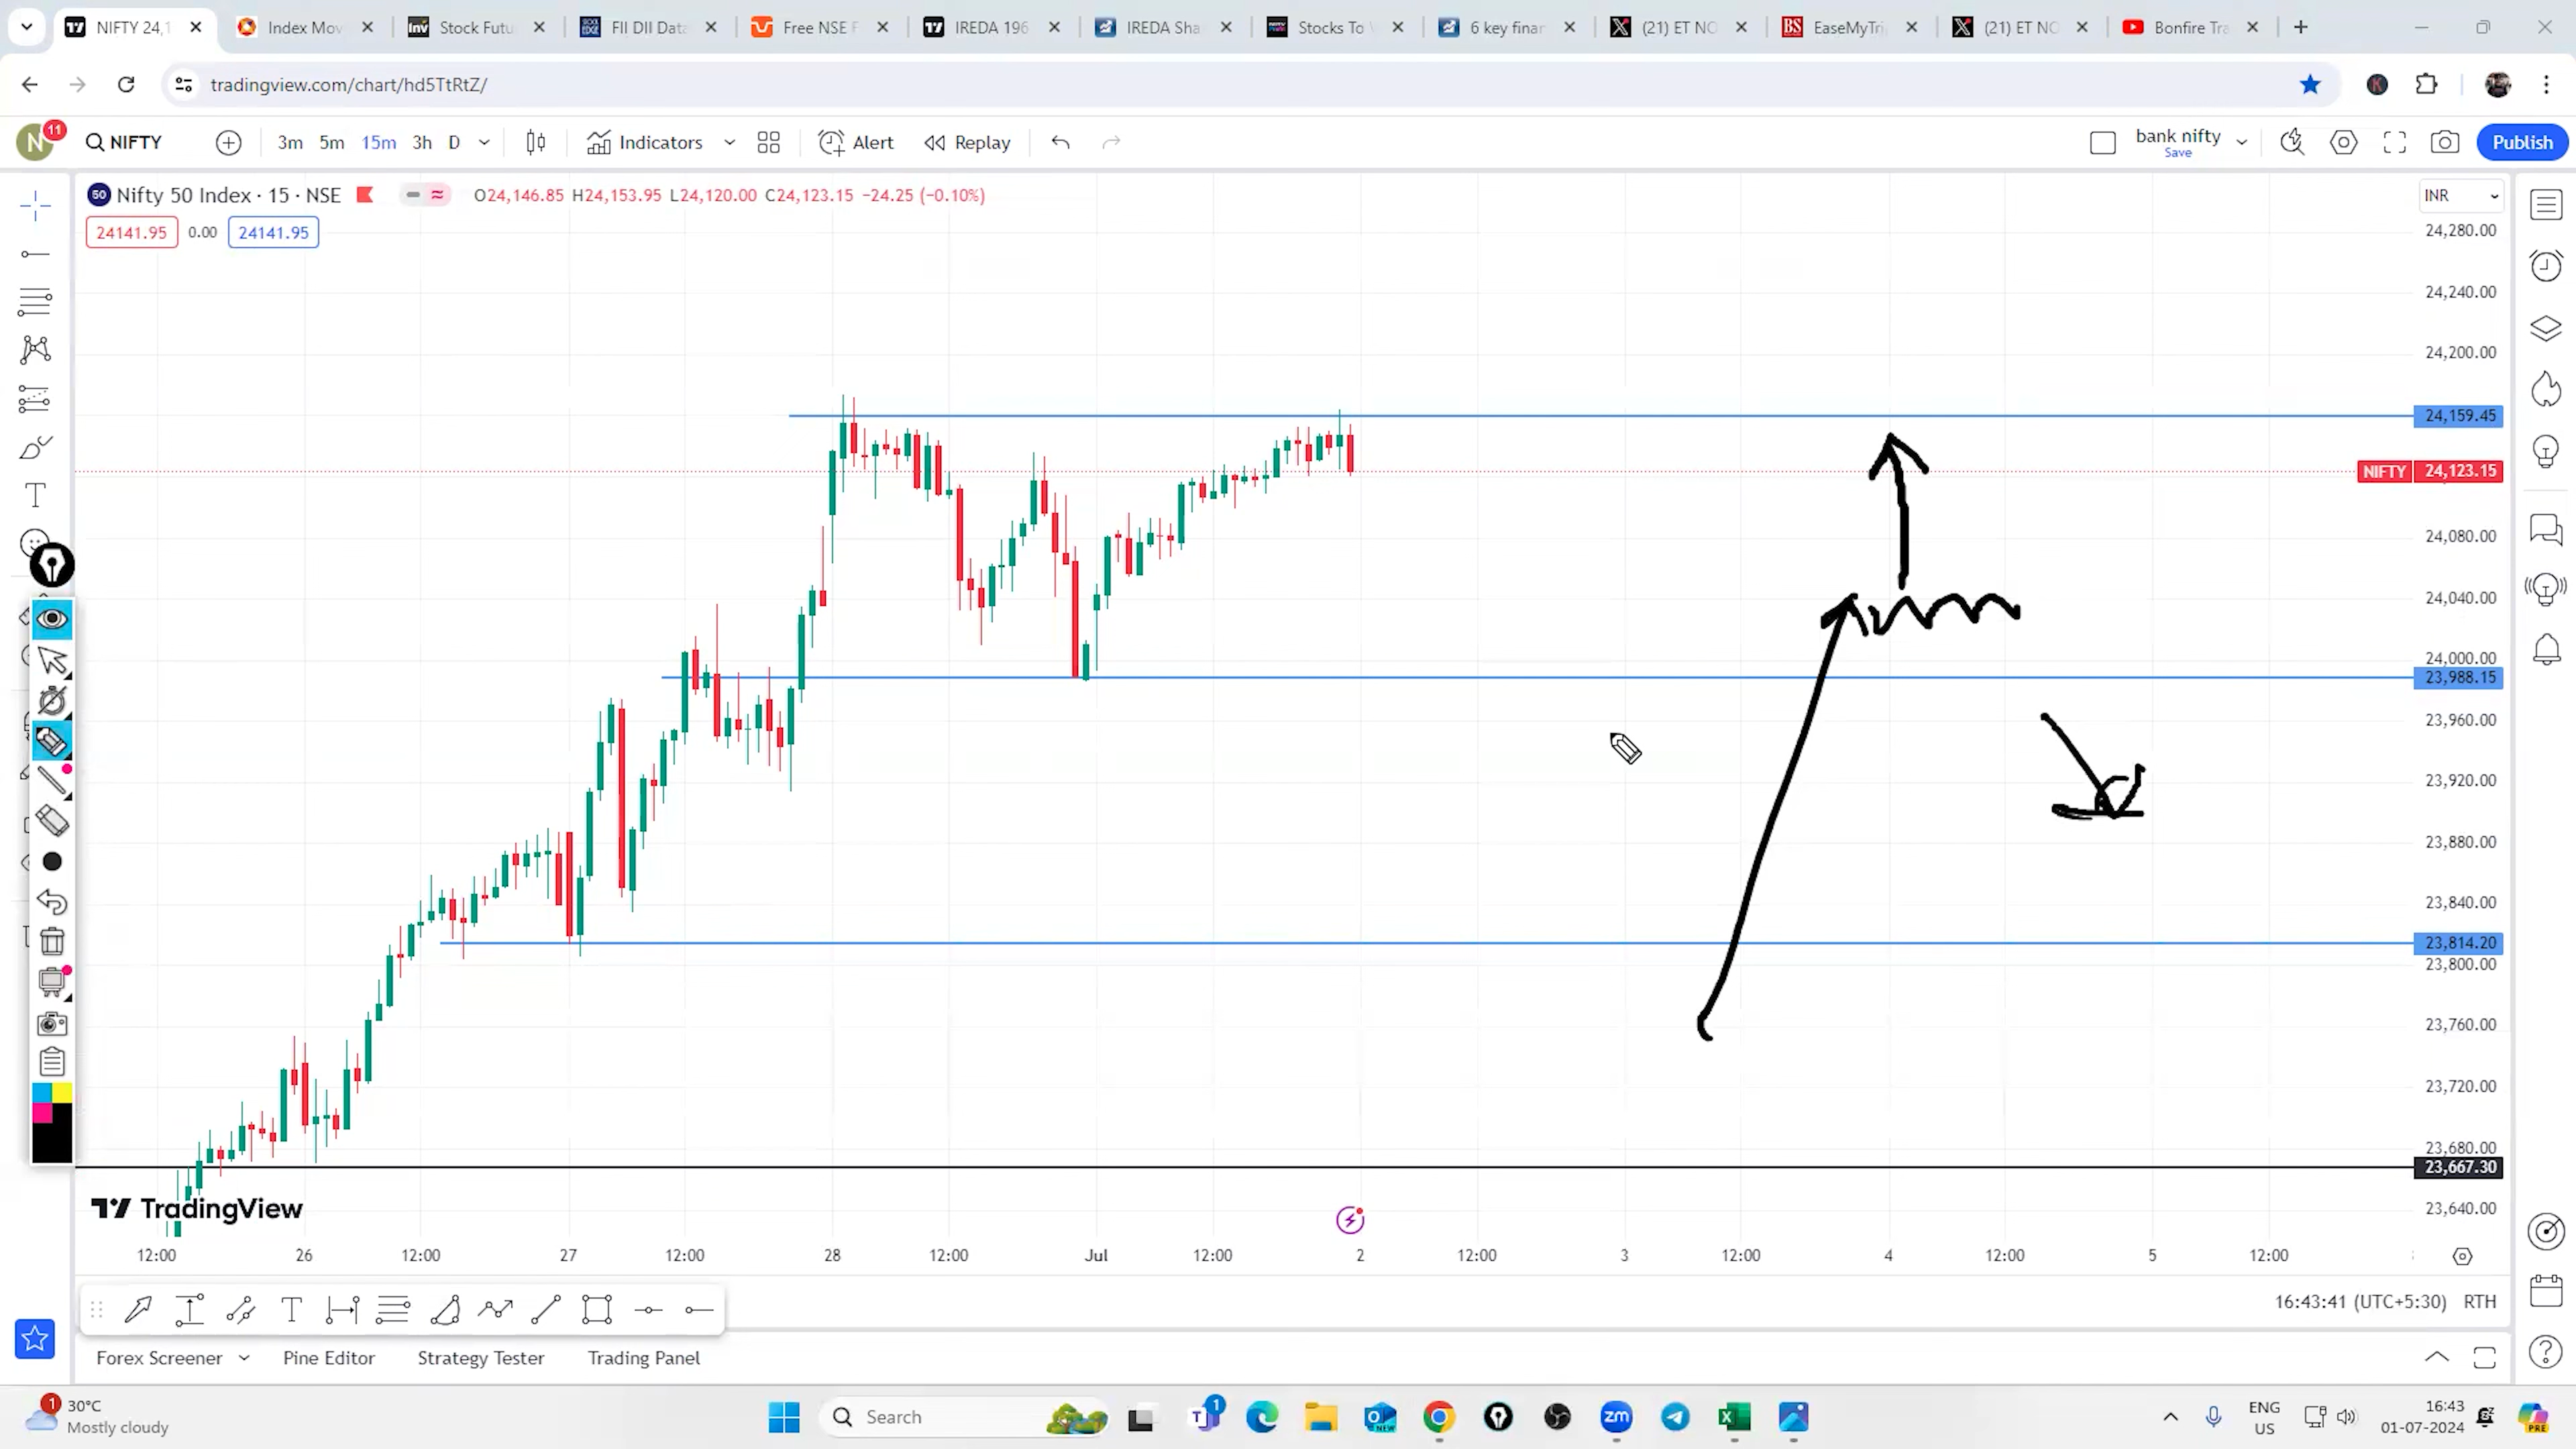 NIFTY 24,1
Index Mov
Stock Futu
FII DII Data
Free NSE F
IREDA 196
IREDA Sha
Stocks To
6 key finan
(21) ET NO
EaseMyTri
(21) ET NO
Bonfire Tra
tradingview.com/chart/hd5TtRtZ/
N 11 NIFTY 3m 5m 15m 3h D Indicators Alert Replay bank nifty Save Publish
50 Nifty 50 Index · 15 · NSE O24,146.85 H24,153.95 L24,120.00 C24,123.15 −24.25 (−0.10%) INR
24141.95 0.00 24141.95
24,280.00
24,240.00
24,200.00
24,159.45
NIFTY 24,123.15
24,080.00
24,040.00
24,000.00
23,988.15
23,960.00
23,920.00
23,880.00
23,840.00
23,814.20
23,800.00
23,760.00
23,720.00
23,680.00
23,667.30
23,640.00
TradingView
12:00 26 12:00 27 12:00 28 12:00 Jul 12:00 2 12:00 3 12:00 4 12:00 5 12:00
16:43:41 (UTC+5:30) RTH
Forex Screener Pine Editor Strategy Tester Trading Panel
1 30°C
Mostly cloudy
Search
1
ENG
US
16:43
01-07-2024